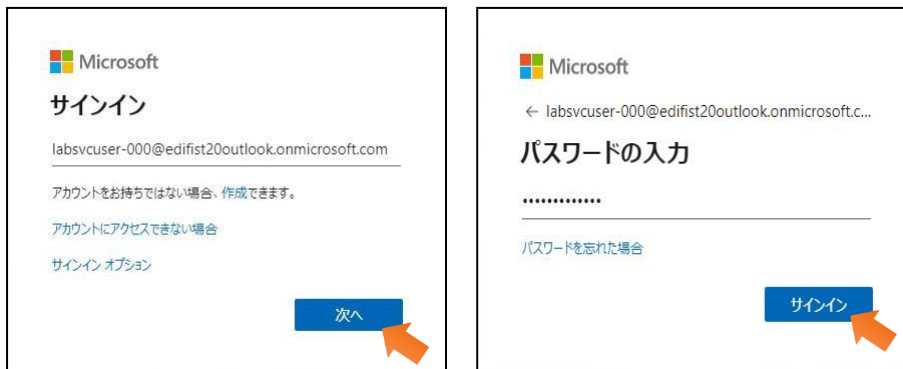 Microsoft
サインイン
labsvcuser-000@edifist20outlook.onmicrosoft.com
アカウントをお持ちではない場合、作成できます。
アカウントにアクセスできない場合
サインイン オプション
次へ
Microsoft
← labsvcuser-000@edifist20outlook.onmicrosoft.c...
パスワードの入力
•••••••••••••
パスワードを忘れた場合
サインイン